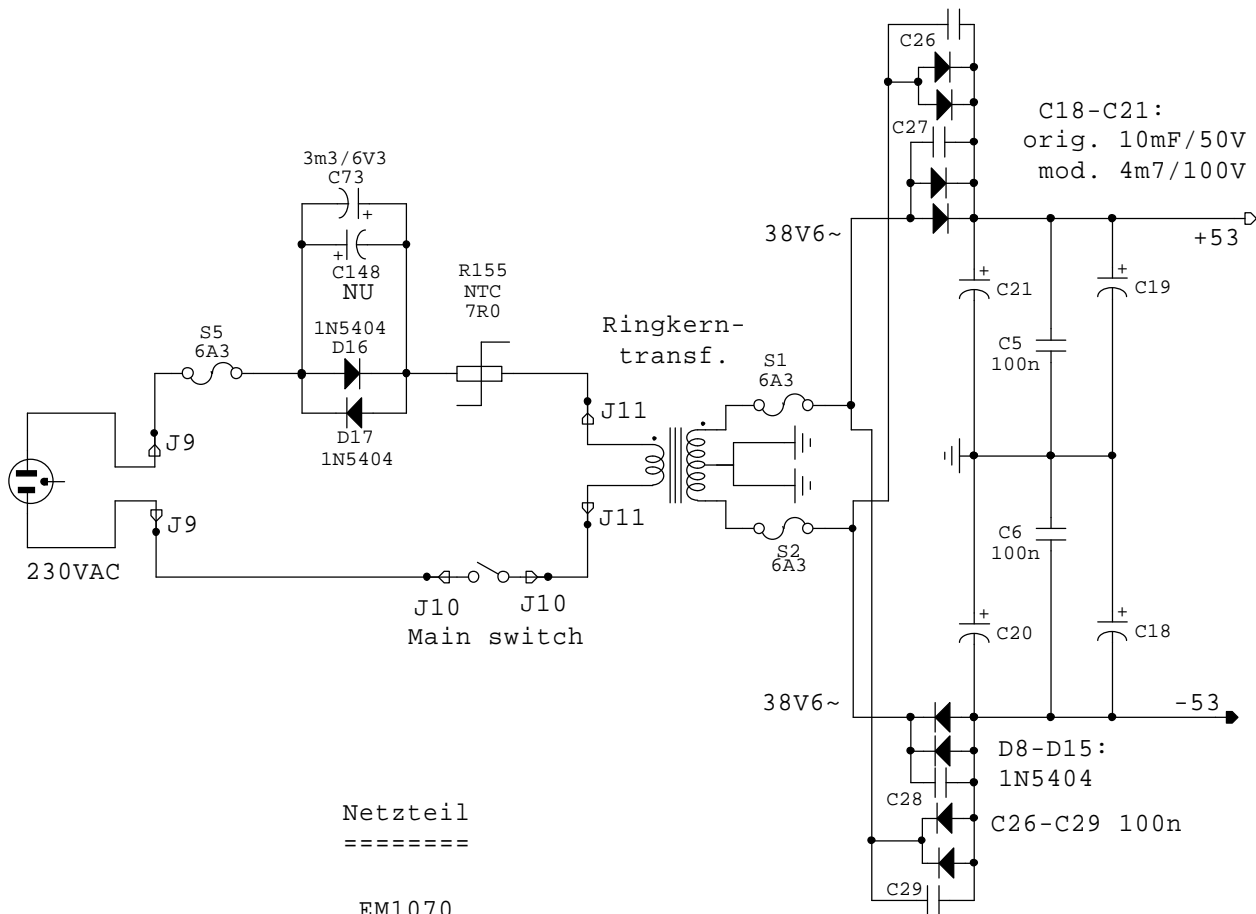 C26
C27
C18-C21:
orig. 10mF/50V
mod. 4m7/100V
3m3/6V3
C73
+
+
C148
NU
R155
NTC
7R0
1N5404
D16
D17
1N5404
S5
6A3
J9
J9
230VAC
J11
J11
J10
J10
Main switch
Ringkern-
transf.
S1
6A3
S2
6A3
38V6~
38V6~
+53
+
C21
+
C19
C5
100n
C6
100n
+
C20
+
C18
-53
D8-D15:
1N5404
C28
C26-C29 100n
C29
Netzteil
========
EM1070